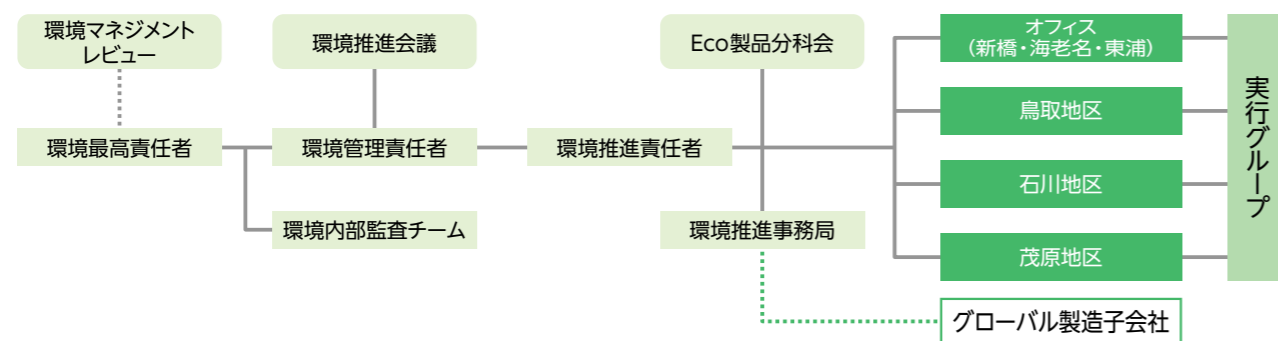 環境マネジメント
レビュー
環境推進会議
Eco製品分科会
オフィス
(新橋・海老名・東浦)
環境最高責任者
環境管理責任者
環境推進責任者
鳥取地区
石川地区
環境内部監査チーム
環境推進事務局
茂原地区
グローバル製造子会社
実行グループ